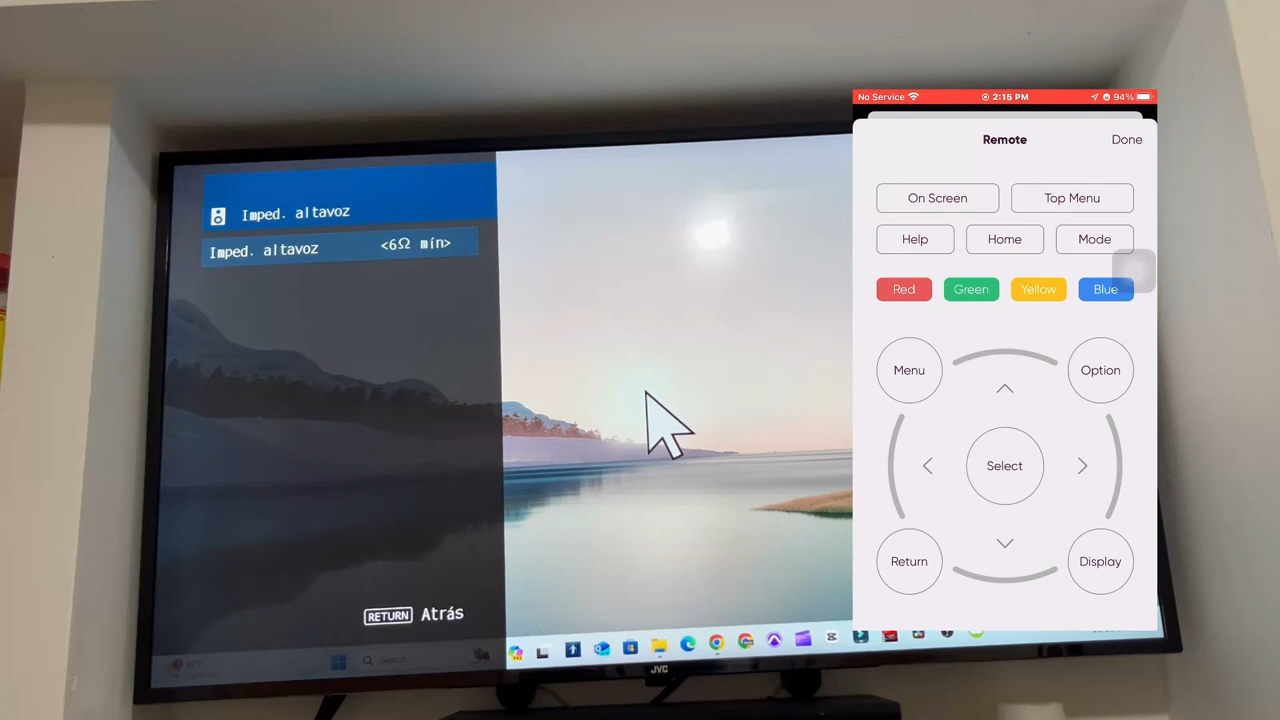 Imped. altavoz
Imped. altavoz <6Ω mín>
RETURN Atrás
Search
JVC
No Service 2:15 PM 94%
Remote Done
On Screen Top Menu
Help Home Mode
Red Green Yellow Blue
Menu Option
Select
Return Display